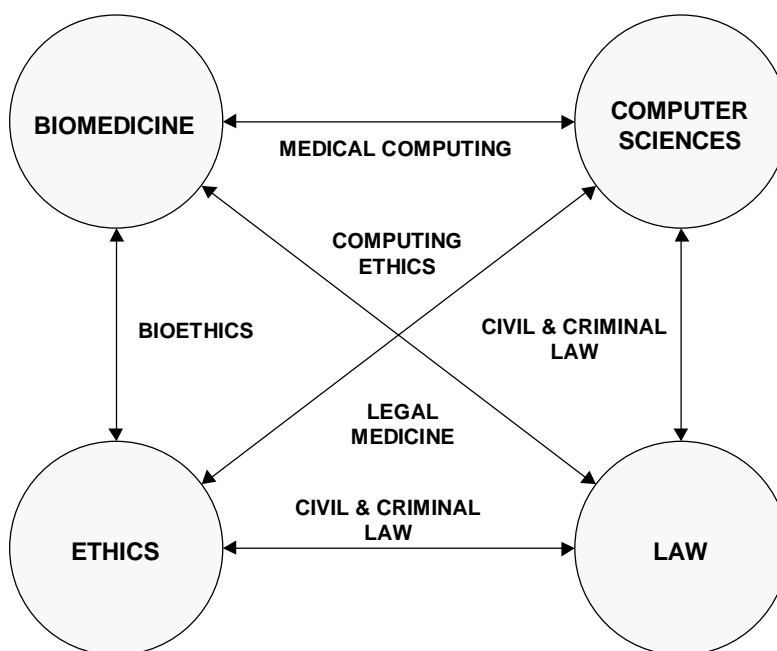 BIOMEDICINE
COMPUTER
SCIENCES
MEDICAL COMPUTING
COMPUTING
ETHICS
BIOETHICS
CIVIL & CRIMINAL
LAW
LEGAL
MEDICINE
CIVIL & CRIMINAL
LAW
ETHICS
LAW